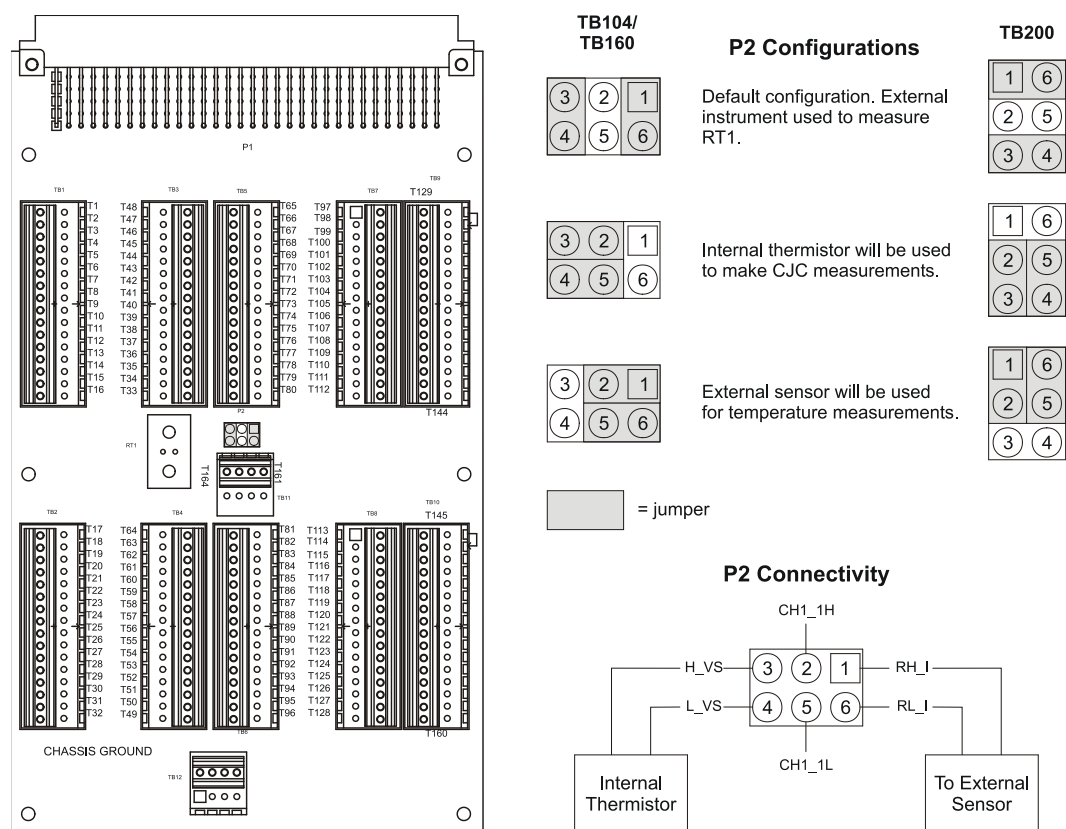 P1
TB1
TB3
TB5
TB7
TB9
T129
T1 T48 T65 T97
T2 T47 T66 T98
T3 T46 T67 T99
T4 T45 T68 T100
T5 T44 T69 T101
T6 T43 T70 T102
T7 T42 T71 T103
T8 T41 T72 T104
T9 T40 T73 T105
T10 T39 T74 T106
T11 T38 T75 T107
T12 T37 T76 T108
T13 T36 T77 T109
T14 T35 T78 T110
T15 T34 T79 T111
T16 T33 T80 T112
T144
P2
RT1
T164
T161
TB11
TB2
TB4
TB8
TB10
T145
T17 T64 T81 T113
T18 T63 T82 T114
T19 T62 T83 T115
T20 T61 T84 T116
T21 T60 T85 T117
T22 T59 T86 T118
T23 T58 T87 T119
T24 T57 T88 T120
T25 T56 T89 T121
T26 T55 T90 T122
T27 T54 T91 T123
T28 T53 T92 T124
T29 T52 T93 T125
T30 T51 T94 T126
T31 T50 T95 T127
T32 T49 T96 T128
TB6
T160
CHASSIS GROUND
TB12
TB104/
TB160
P2 Configurations
TB200
3 2 1
4 5 6
Default configuration. External
instrument used to measure
RT1.
1 6
2 5
3 4
3 2 1
4 5 6
Internal thermistor will be used
to make CJC measurements.
1 6
2 5
3 4
3 2 1
4 5 6
External sensor will be used
for temperature measurements.
1 6
2 5
3 4
= jumper
P2 Connectivity
CH1_1H
H_VS 3 2 1 RH_I
L_VS 4 5 6 RL_I
CH1_1L
Internal
Thermistor
To External
Sensor